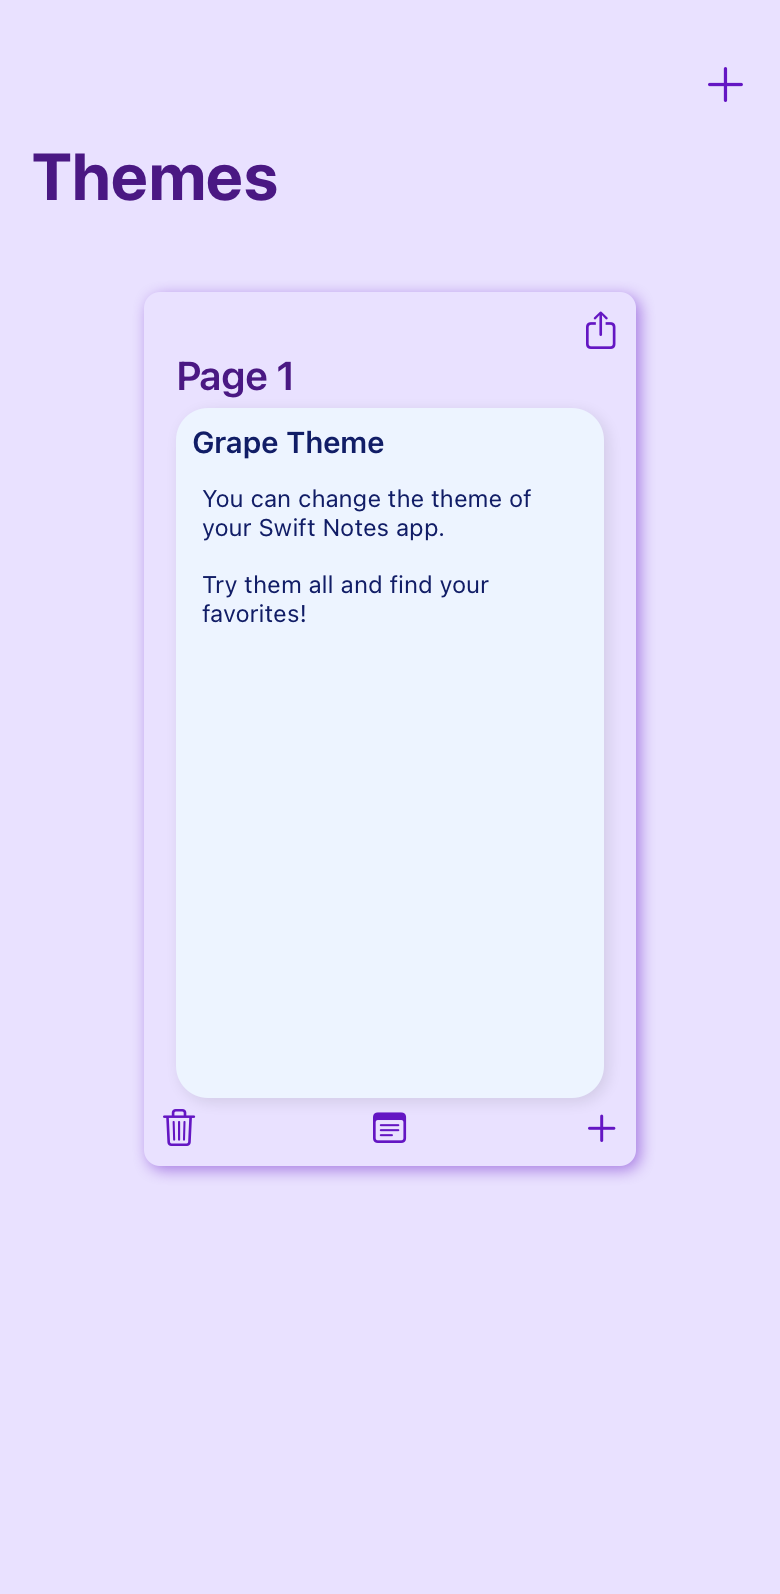 Themes
Page 1
Grape Theme
You can change the theme of
your Swift Notes app.
Try them all and find your
favorites!